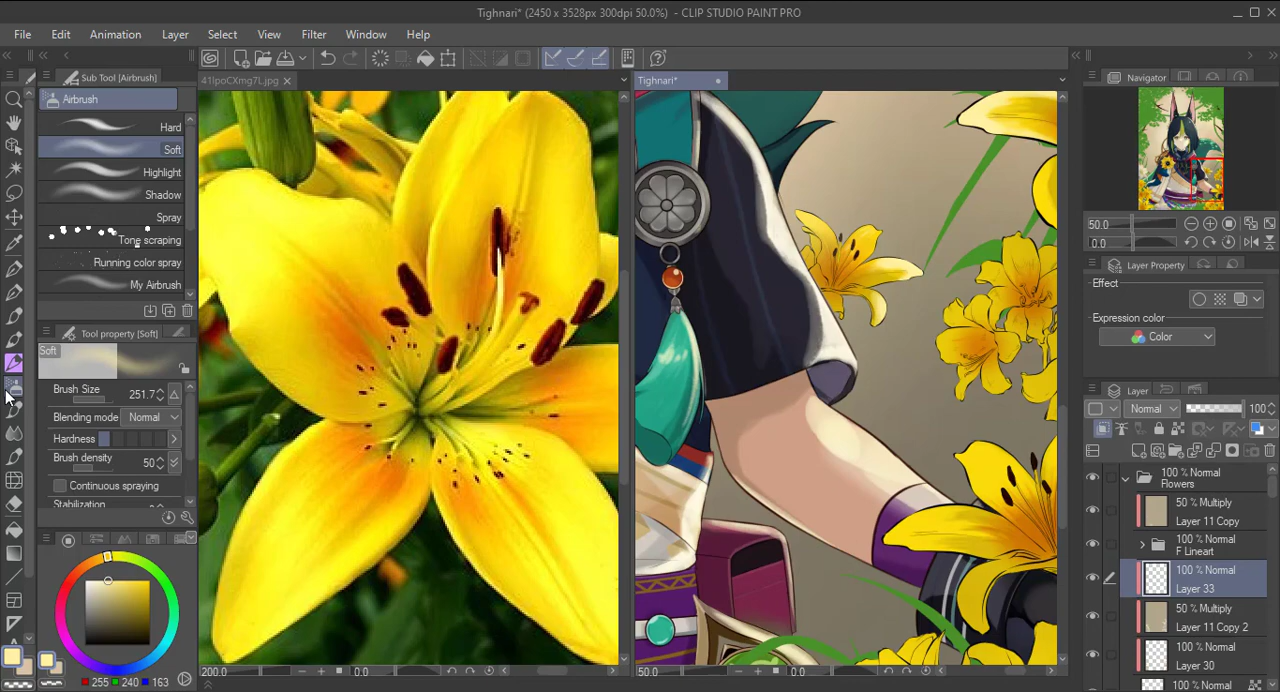 Tighnari* (2450 x 3528px 300dpi 50.0%) - CLIP STUDIO PAINT PRO
File Edit Animation Layer Select View Filter Window Help
Sub Tool [Airbrush]
Airbrush
Hard
Soft
Highlight
Shadow
Spray
Tone scraping
Running color spray
My Airbrush
Tool property [Soft]
Soft
Brush Size 251.7
Blending mode Normal
Hardness
Brush density 50
Continuous spraying
Stabilization
255 240 163
41IpoCXmg7L.jpg
200.0 0.0
Tighnari*
50.0 0.0
Navigator
50.0
0.0
Layer Property
Effect
Expression color
Color
Layer
Normal 100
100 % Normal
Flowers
50 % Multiply
Layer 11 Copy
100 % Normal
F Lineart
100 % Normal
Layer 33
50 % Multiply
Layer 11 Copy 2
100 % Normal
Layer 30
100 % Normal